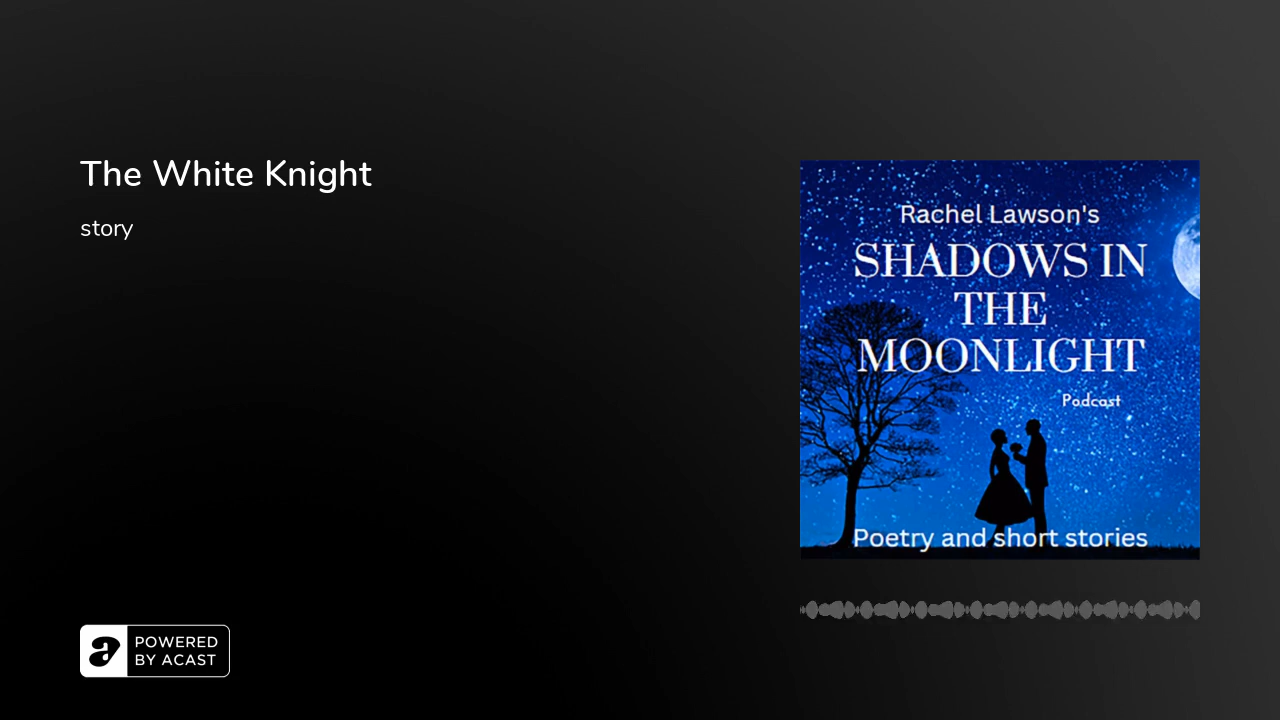 The White Knight
story
Rachel Lawson's
SHADOWS IN
THE
MOONLIGHT
Podcast
Poetry and short stories
a
POWERED
BY ACAST